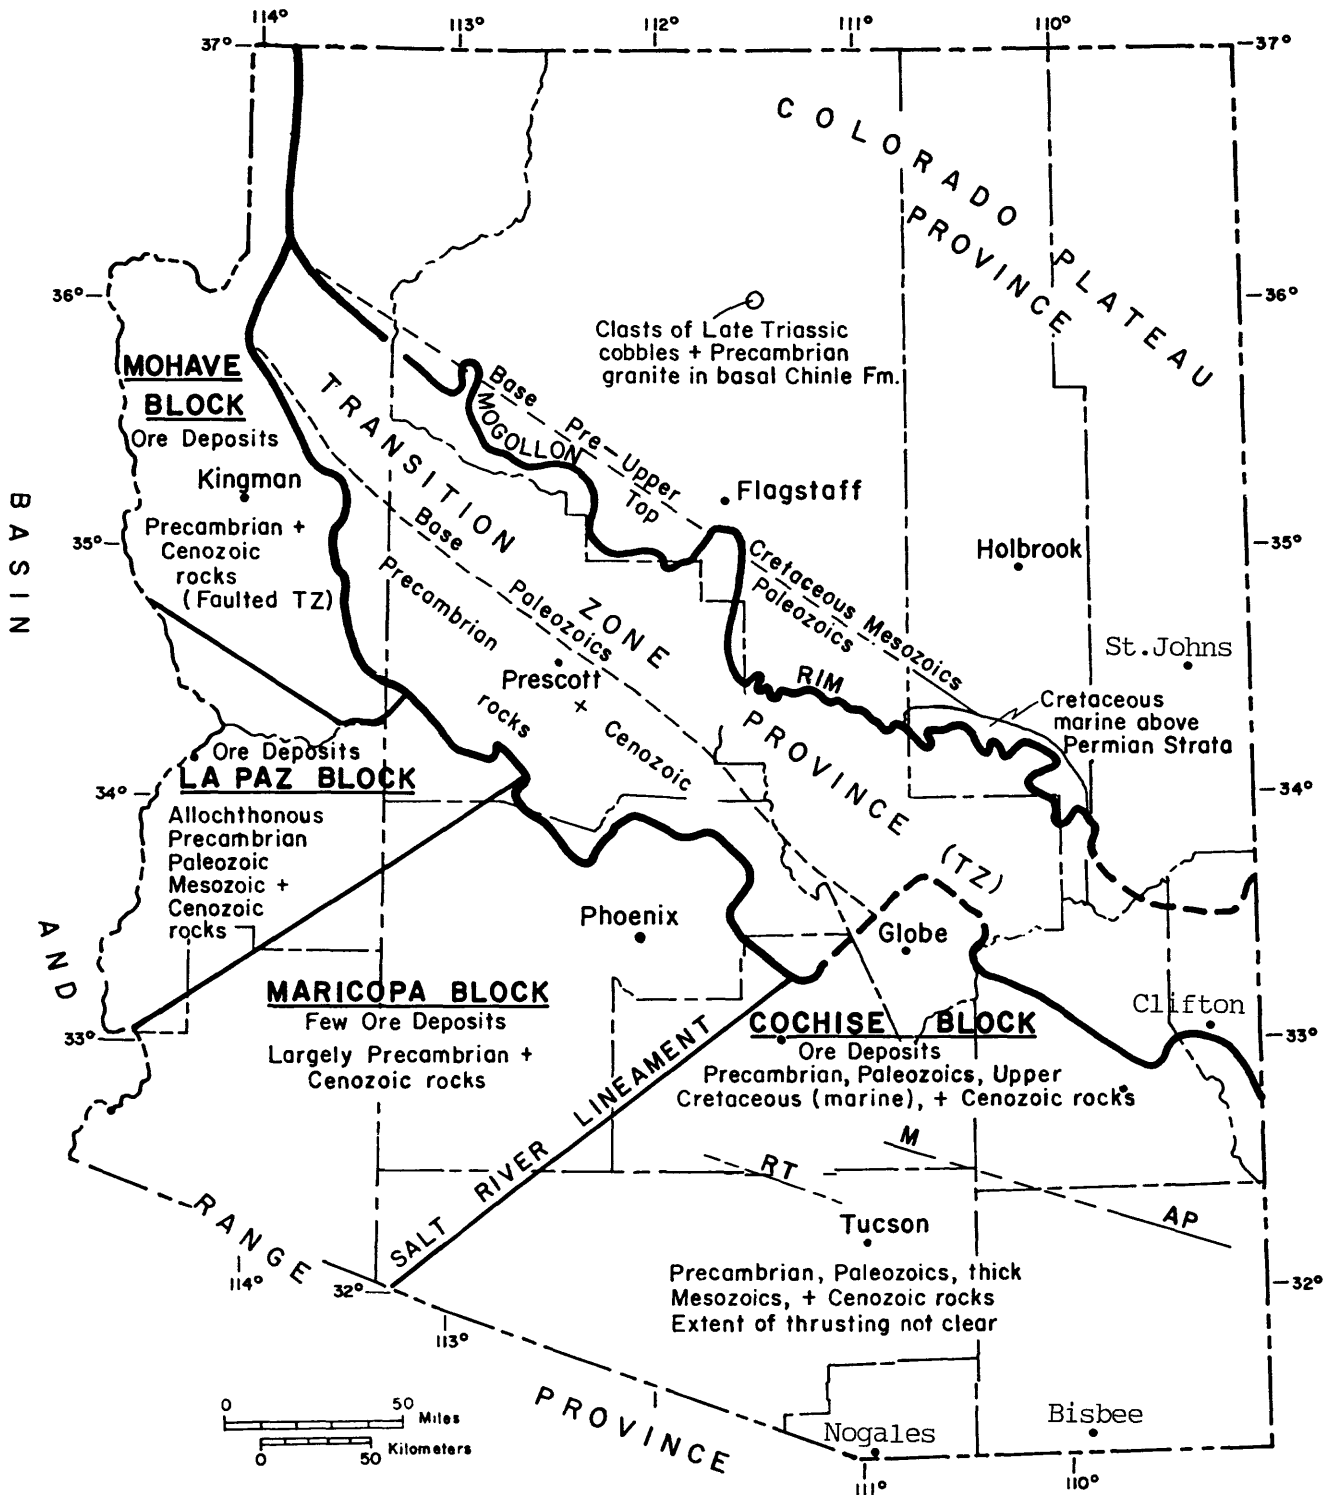 114°
113°
112°
111°
110°
37°
37°
COLORADO PLATEAU
PROVINCE
36°
36°
Clasts of Late Triassic
cobbles + Precambrian
granite in basal Chinle Fm.
MOHAVE
BLOCK
Ore Deposits
Kingman
Precambrian +
Cenozoic
rocks
(Faulted TZ)
TRANSITION
ZONE
PROVINCE
(TZ)
MOGOLLON
RIM
Base Pre-Upper
Top
Cretaceous Mesozoics
Paleozoics
Flagstaff
Holbrook
St.Johns
Cretaceous
marine above
Permian Strata
35°
35°
Base Paleozoics
Precambrian
rocks
+ Cenozoic
Prescott
BASIN
AND
RANGE
PROVINCE
Ore Deposits
LA PAZ BLOCK
34°
34°
Allochthonous
Precambrian
Paleozoic
Mesozoic +
Cenozoic
rocks
Phoenix
Globe
Clifton
MARICOPA BLOCK
Few Ore Deposits
Largely Precambrian +
Cenozoic rocks
33°
33°
COCHISE BLOCK
Ore Deposits
Precambrian, Paleozoics, Upper
Cretaceous (marine), + Cenozoic rocks
SALT RIVER LINEAMENT
M
RT
AP
Tucson
Precambrian, Paleozoics, thick
Mesozoics, + Cenozoic rocks
Extent of thrusting not clear
114°
32°
32°
113°
0 50
Miles
Kilometers
0 50
Nogales
Bisbee
111°
110°